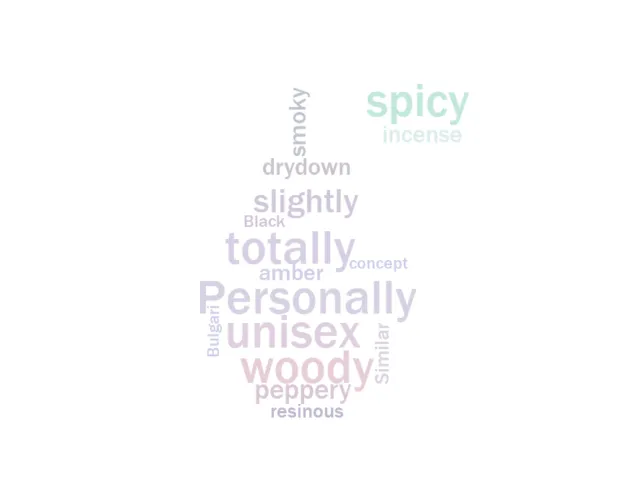 smoky
spicy
incense
drydown
slightly
Black
totally
concept
amber
Personally
Bulgari
unisex
Similar
woody
peppery
resinous